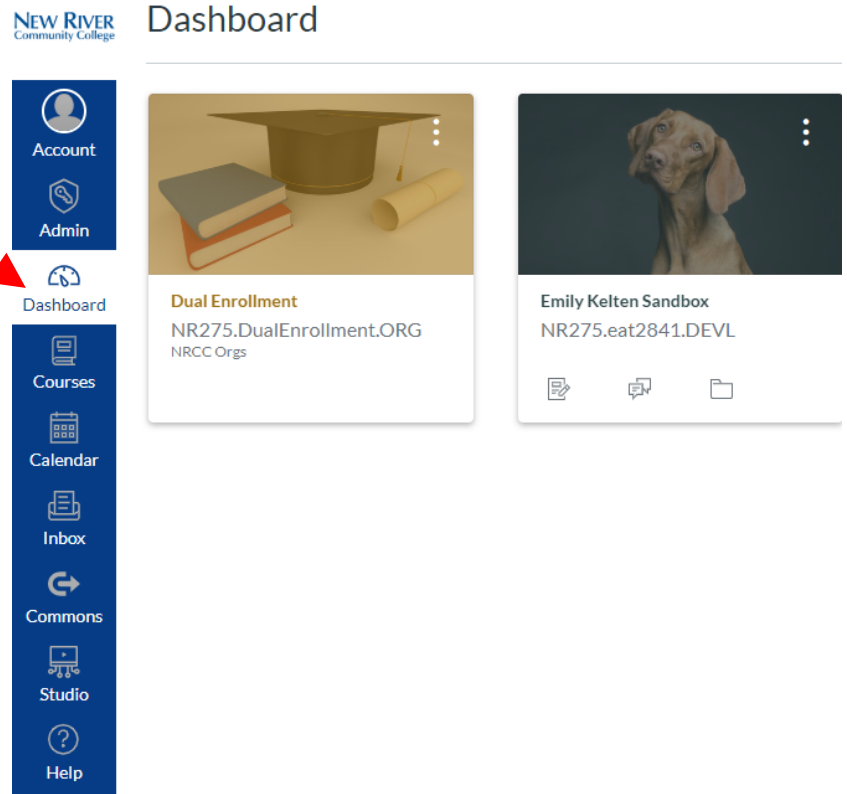 NEW RIVER
Community College
Dashboard
Account
Admin
Dashboard
Courses
Calendar
Inbox
Commons
Studio
Help
Dual Enrollment
NR275.DualEnrollment.ORG
NRCC Orgs
Emily Kelten Sandbox
NR275.eat2841.DEVL